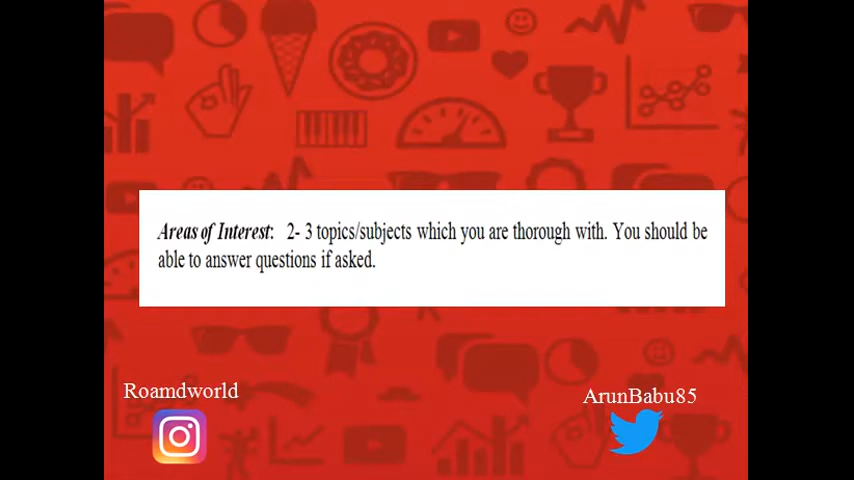 Areas of Interest: 2- 3 topics/subjects which you are thorough with. You should be
able to answer questions if asked.
Roamdworld
ArunBabu85